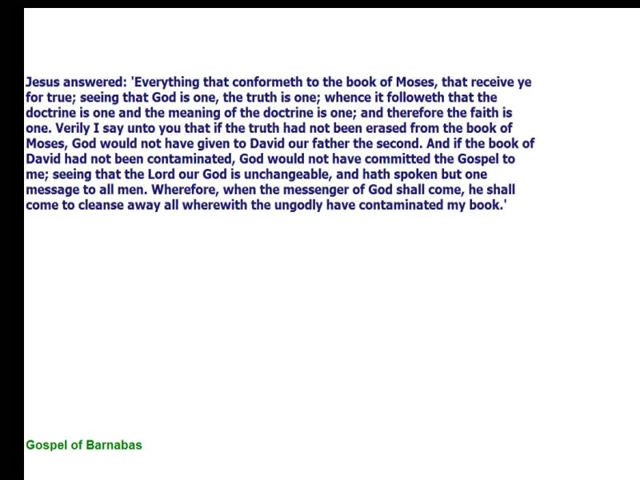 Jesus answered: 'Everything that conformeth to the book of Moses, that receive ye
for true; seeing that God is one, the truth is one; whence it followeth that the
doctrine is one and the meaning of the doctrine is one; and therefore the faith is
one. Verily I say unto you that if the truth had not been erased from the book of
Moses, God would not have given to David our father the second. And if the book of
David had not been contaminated, God would not have committed the Gospel to
me; seeing that the Lord our God is unchangeable, and hath spoken but one
message to all men. Wherefore, when the messenger of God shall come, he shall
come to cleanse away all wherewith the ungodly have contaminated my book.'
Gospel of Barnabas